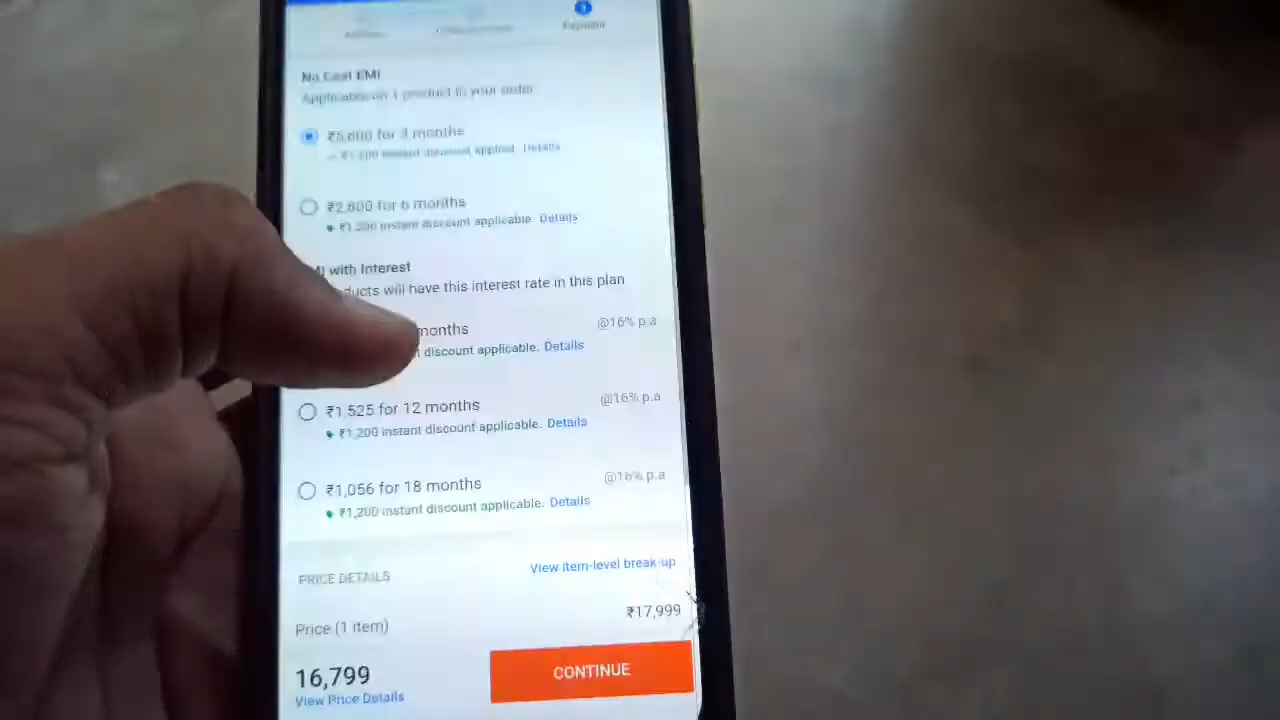 Payment
No Cost EMI
Applicable on 1 product in your order
₹5,600 for 3 months
₹1,200 instant discount applied. Details
₹2,800 for 6 months
₹1,200 instant discount applicable. Details
with Interest
will have this interest rate in this plan
months @16% p.a
discount applicable. Details
₹1,525 for 12 months @16% p.a
₹1,200 instant discount applicable. Details
₹1,056 for 18 months @16% p.a
₹1,200 instant discount applicable. Details
PRICE DETAILS View item-level break-up
Price (1 item) ₹17,999
16,799 CONTINUE
View Price Details